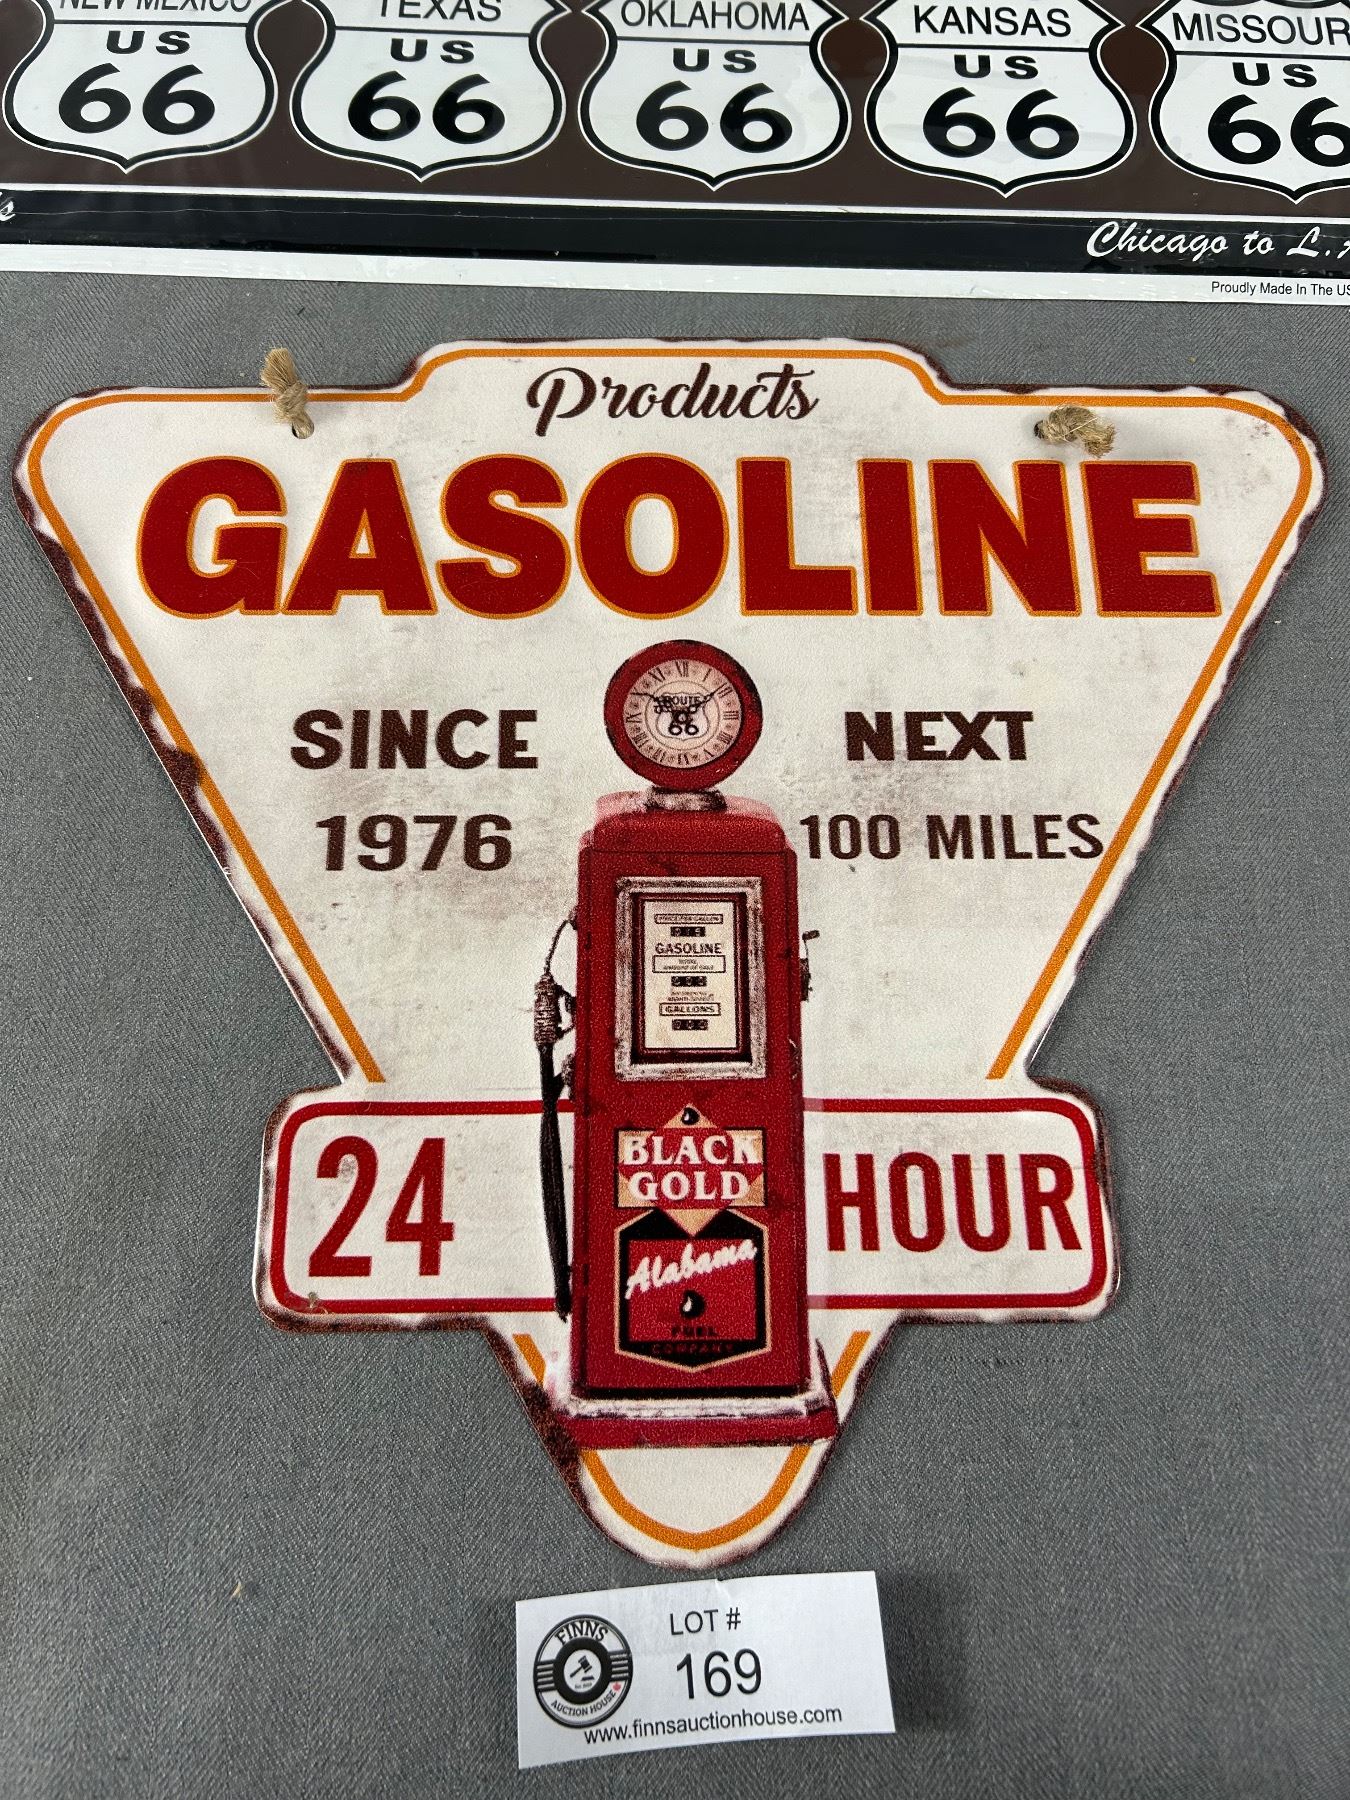 NEW MEXICO
US
66
TEXAS
US
66
OKLAHOMA
US
66
KANSAS
US
66
MISSOUR
US
66
Chicago to L.A
Proudly Made In The US
Products
GASOLINE
SINCE
1976
NEXT
100 MILES
ROUTE
66
GASOLINE
GALLONS
24
HOUR
BLACK
GOLD
Alabama
FUEL
COMPANY
LOT #
169
FINNS
AUCTION HOUSE
www.finnsauctionhouse.com